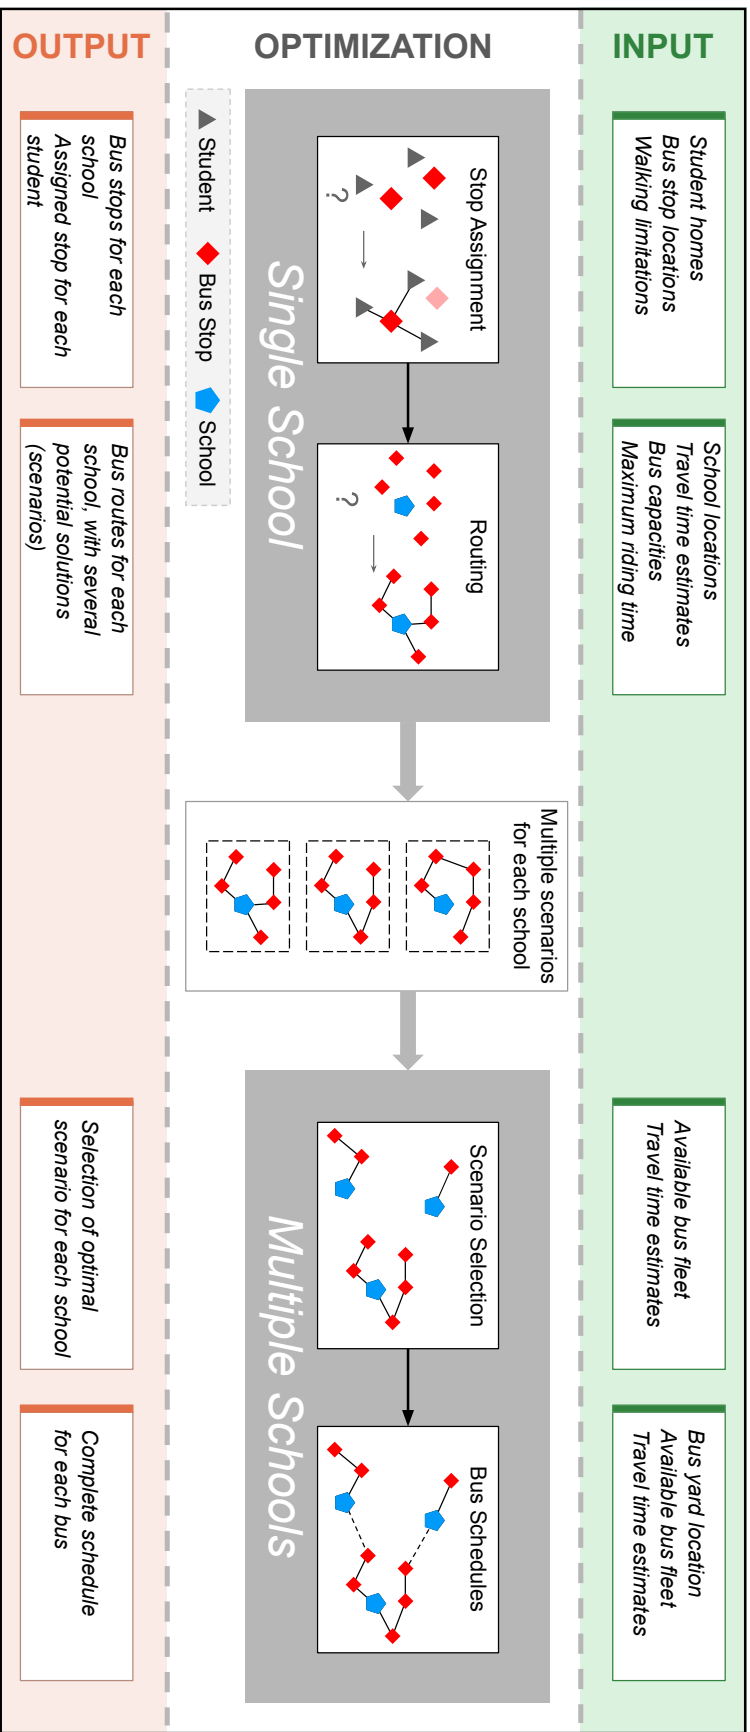 INPUT
Student homes
Bus stop locations
Walking limitations
School locations
Travel time estimates
Bus capacities
Maximum riding time
Available bus fleet
Travel time estimates
Bus yard location
Available bus fleet
Travel time estimates
OPTIMIZATION
Stop Assignment
?
Routing
?
Single School
Multiple scenarios
for each school
Scenario Selection
Bus Schedules
Multiple Schools
Student
Bus Stop
School
OUTPUT
Bus stops for each
school
Assigned stop for each
student
Bus routes for each
school, with several
potential solutions
(scenarios)
Selection of optimal
scenario for each school
Complete schedule
for each bus